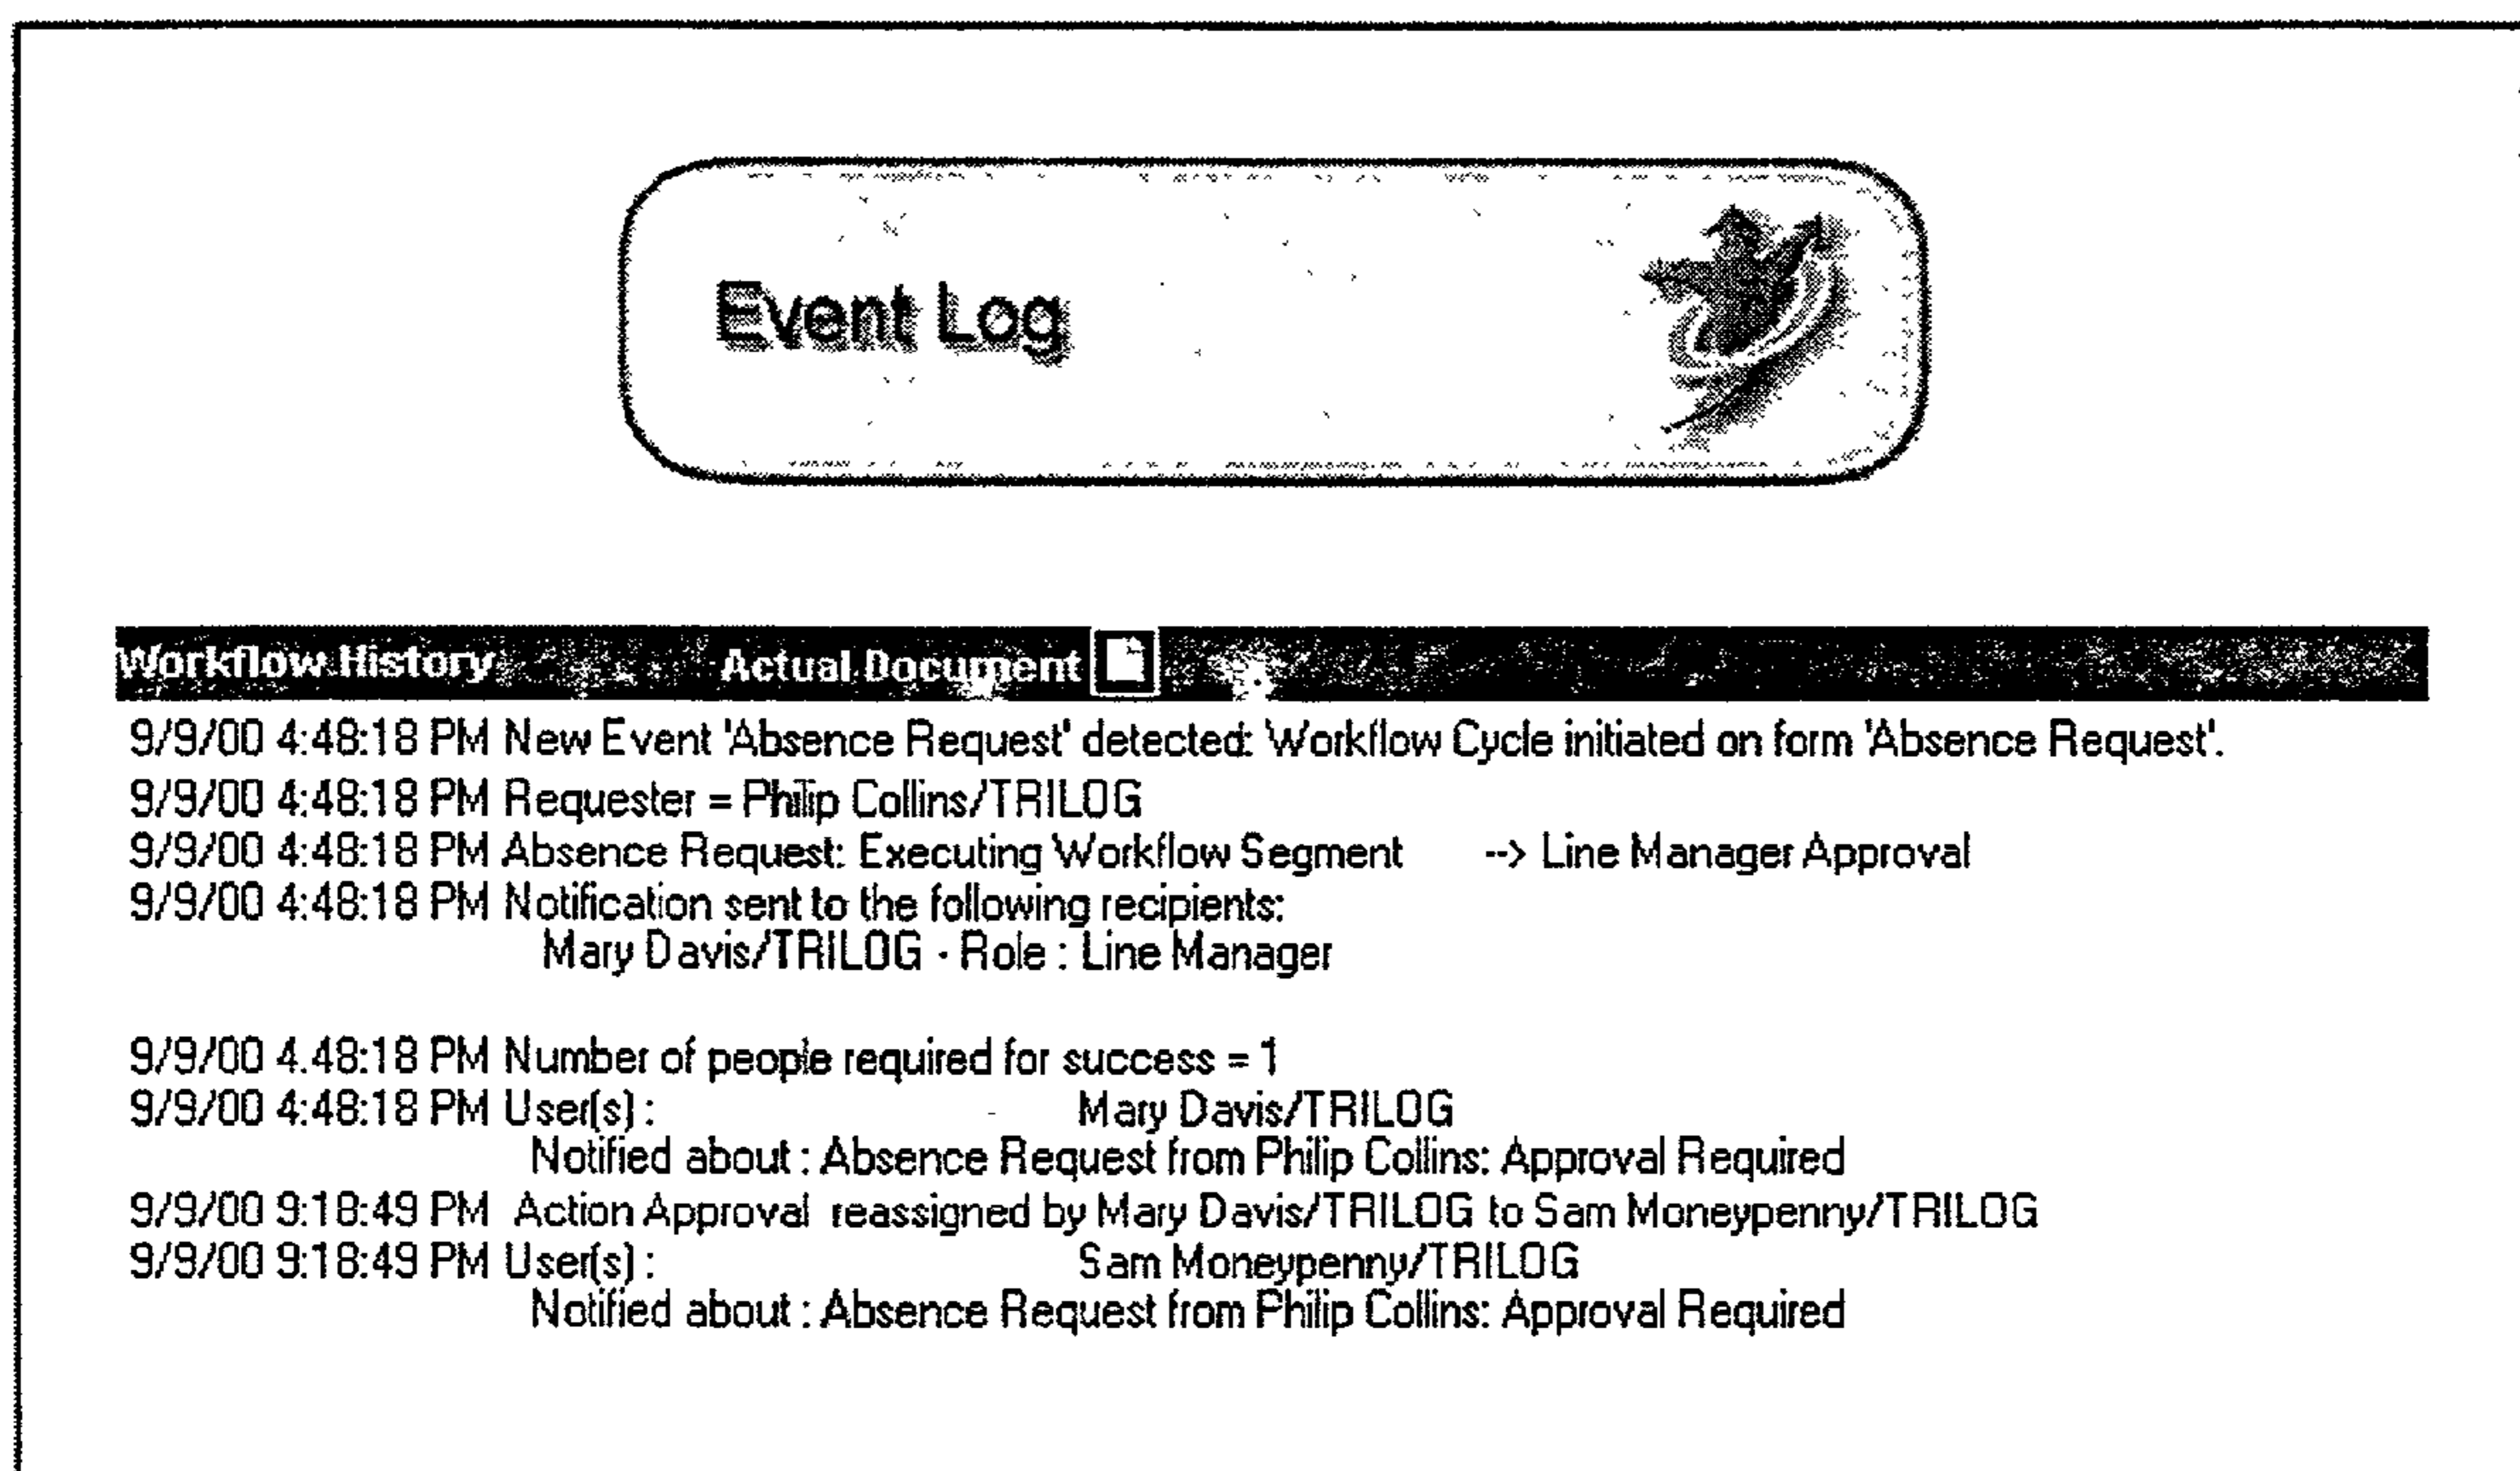 Event Log
Workflow History Actual Document
9/9/00 4:48:18 PM New Event 'Absence Request' detected: Workflow Cycle initiated on form 'Absence Request'.
9/9/00 4:48:18 PM Requester = Philip Collins/TRILOG
9/9/00 4:48:18 PM Absence Request: Executing Workflow Segment --> Line Manager Approval
9/9/00 4:48:18 PM Notification sent to the following recipients:
Mary Davis/TRILOG - Role : Line Manager
9/9/00 4:48:18 PM Number of people required for success = 1
9/9/00 4:48:18 PM User(s) : Mary Davis/TRILOG
Notified about : Absence Request from Philip Collins: Approval Required
9/9/00 9:18:49 PM Action Approval reassigned by Mary Davis/TRILOG to Sam Moneypenny/TRILOG
9/9/00 9:18:49 PM User(s) : Sam Moneypenny/TRILOG
Notified about : Absence Request from Philip Collins: Approval Required